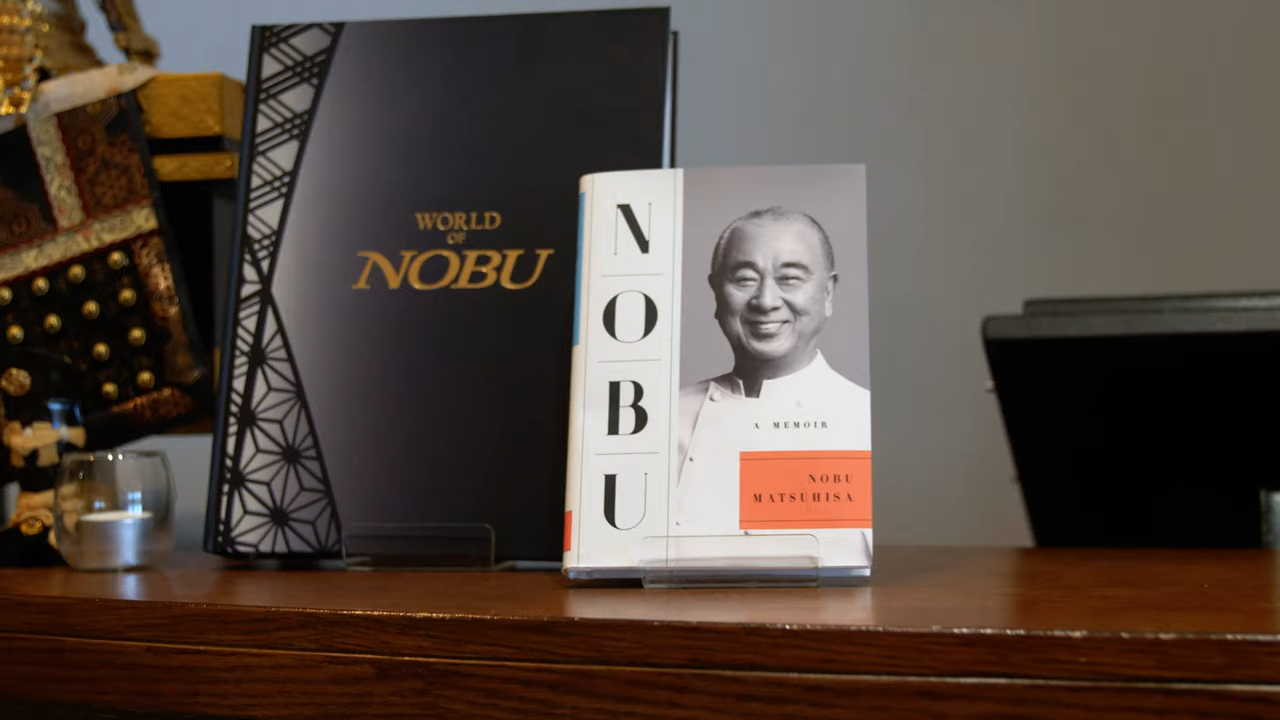 WORLD
OF
NOBU
N
O
B
U
A MEMOIR
NOBU
MATSUHISA